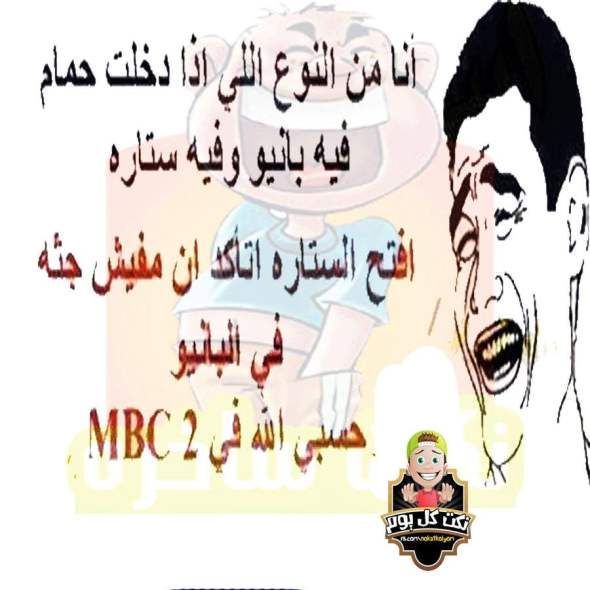 أنا من النوع اللي اذا دخلت حمام
فيه بانيو وفيه ستاره
افتح الستاره اتأكد ان مفيش جثه
في البانيو
حسبي الله في MBC 2
نكت كل يوم